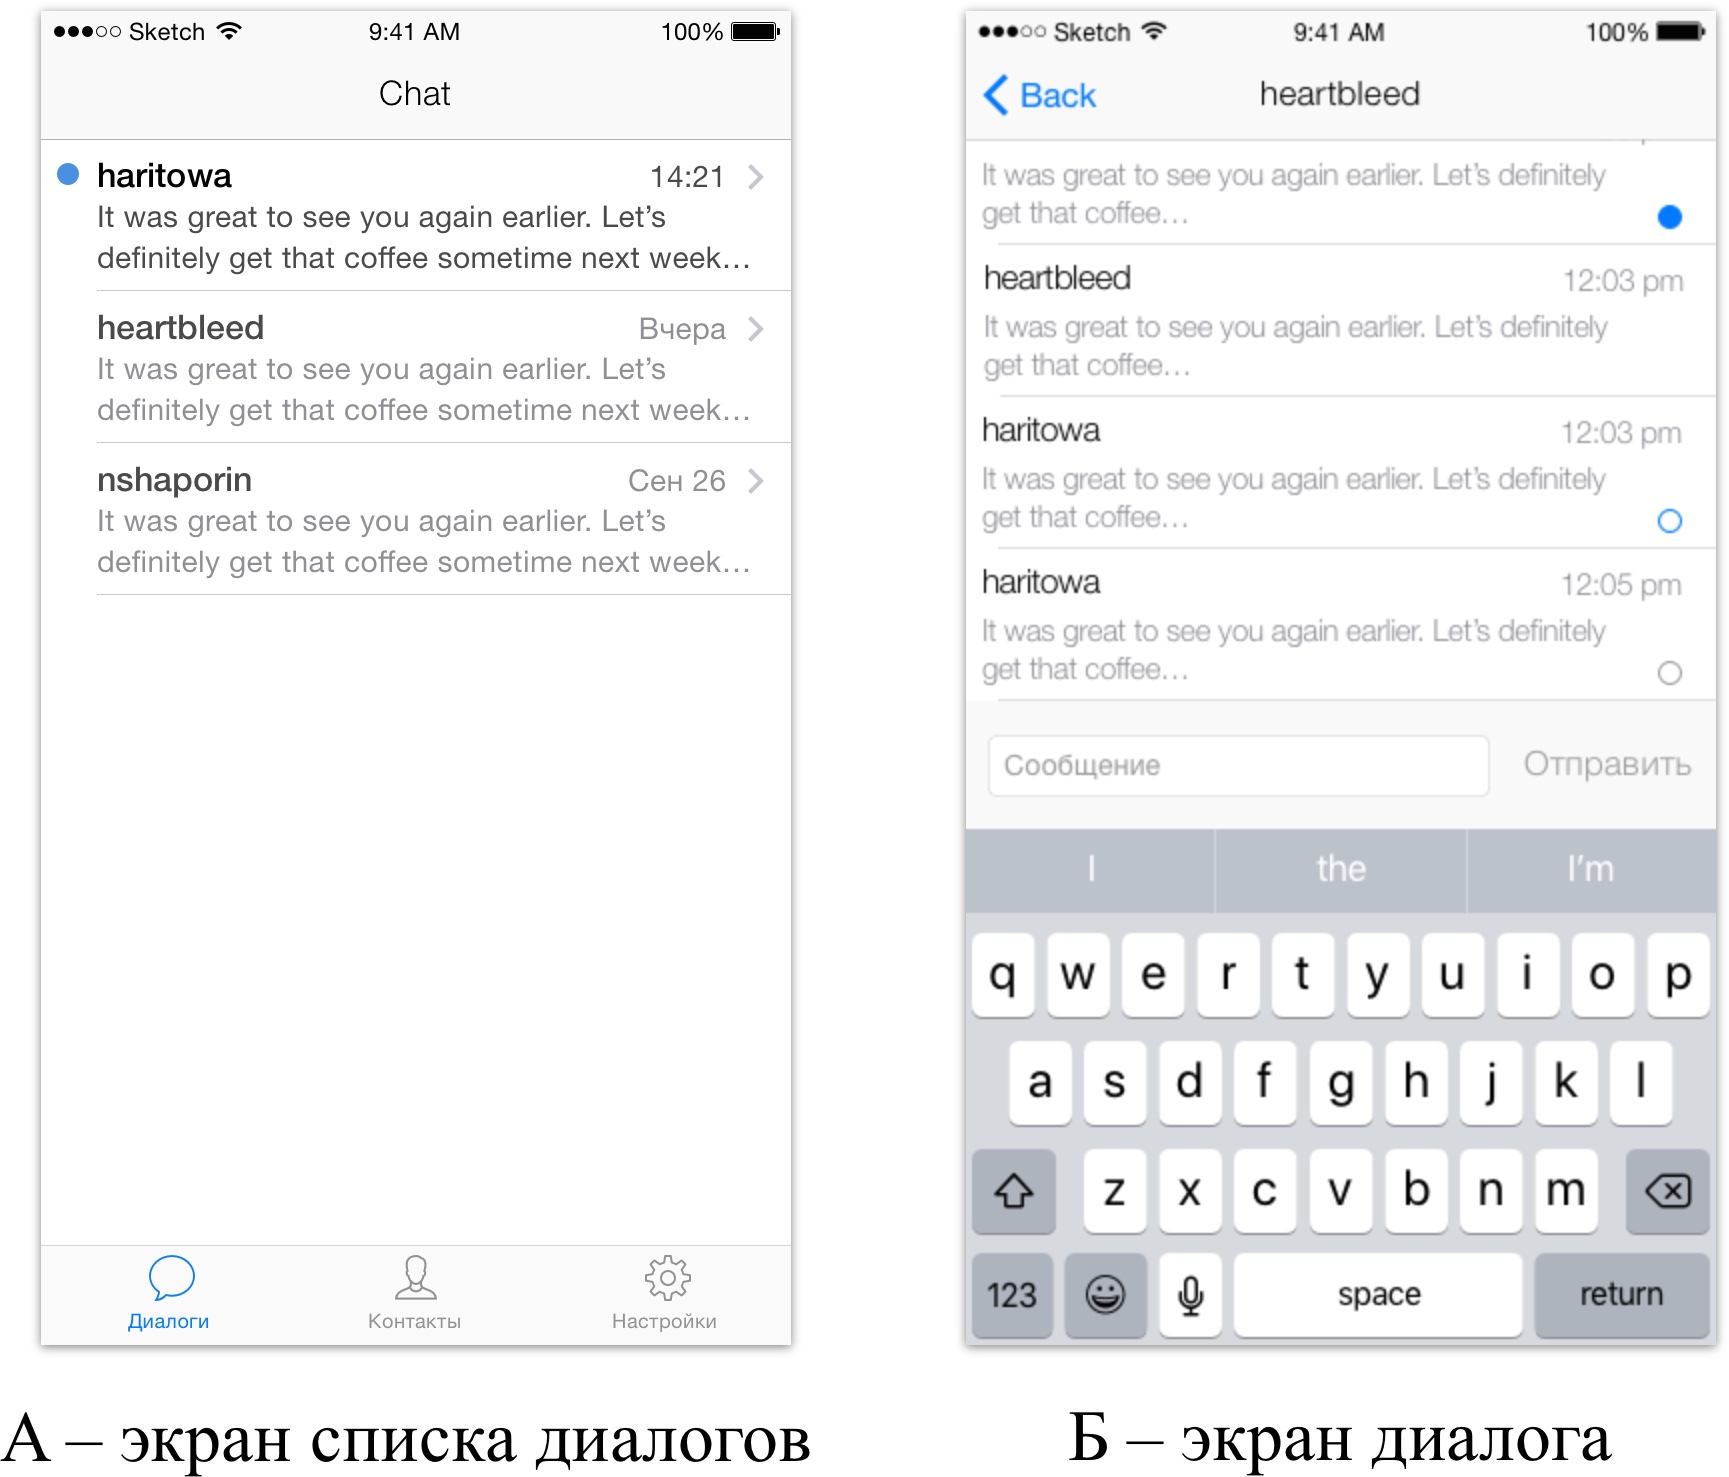 Sketch 9:41 AM 100%
Chat
haritowa 14:21
It was great to see you again earlier. Let's
definitely get that coffee sometime next week...
heartbleed Вчера
It was great to see you again earlier. Let's
definitely get that coffee sometime next week...
nshaporin Сен 26
It was great to see you again earlier. Let's
definitely get that coffee sometime next week...
Диалоги Контакты Настройки
А – экран списка диалогов
Sketch 9:41 AM 100%
Back heartbleed
It was great to see you again earlier. Let's definitely
get that coffee...
heartbleed 12:03 pm
It was great to see you again earlier. Let's definitely
get that coffee...
haritowa 12:03 pm
It was great to see you again earlier. Let's definitely
get that coffee...
haritowa 12:05 pm
It was great to see you again earlier. Let's definitely
get that coffee...
Сообщение Отправить
I the I'm
q w e r t y u i o p
a s d f g h j k l
z x c v b n m
123 space return
Б – экран диалога